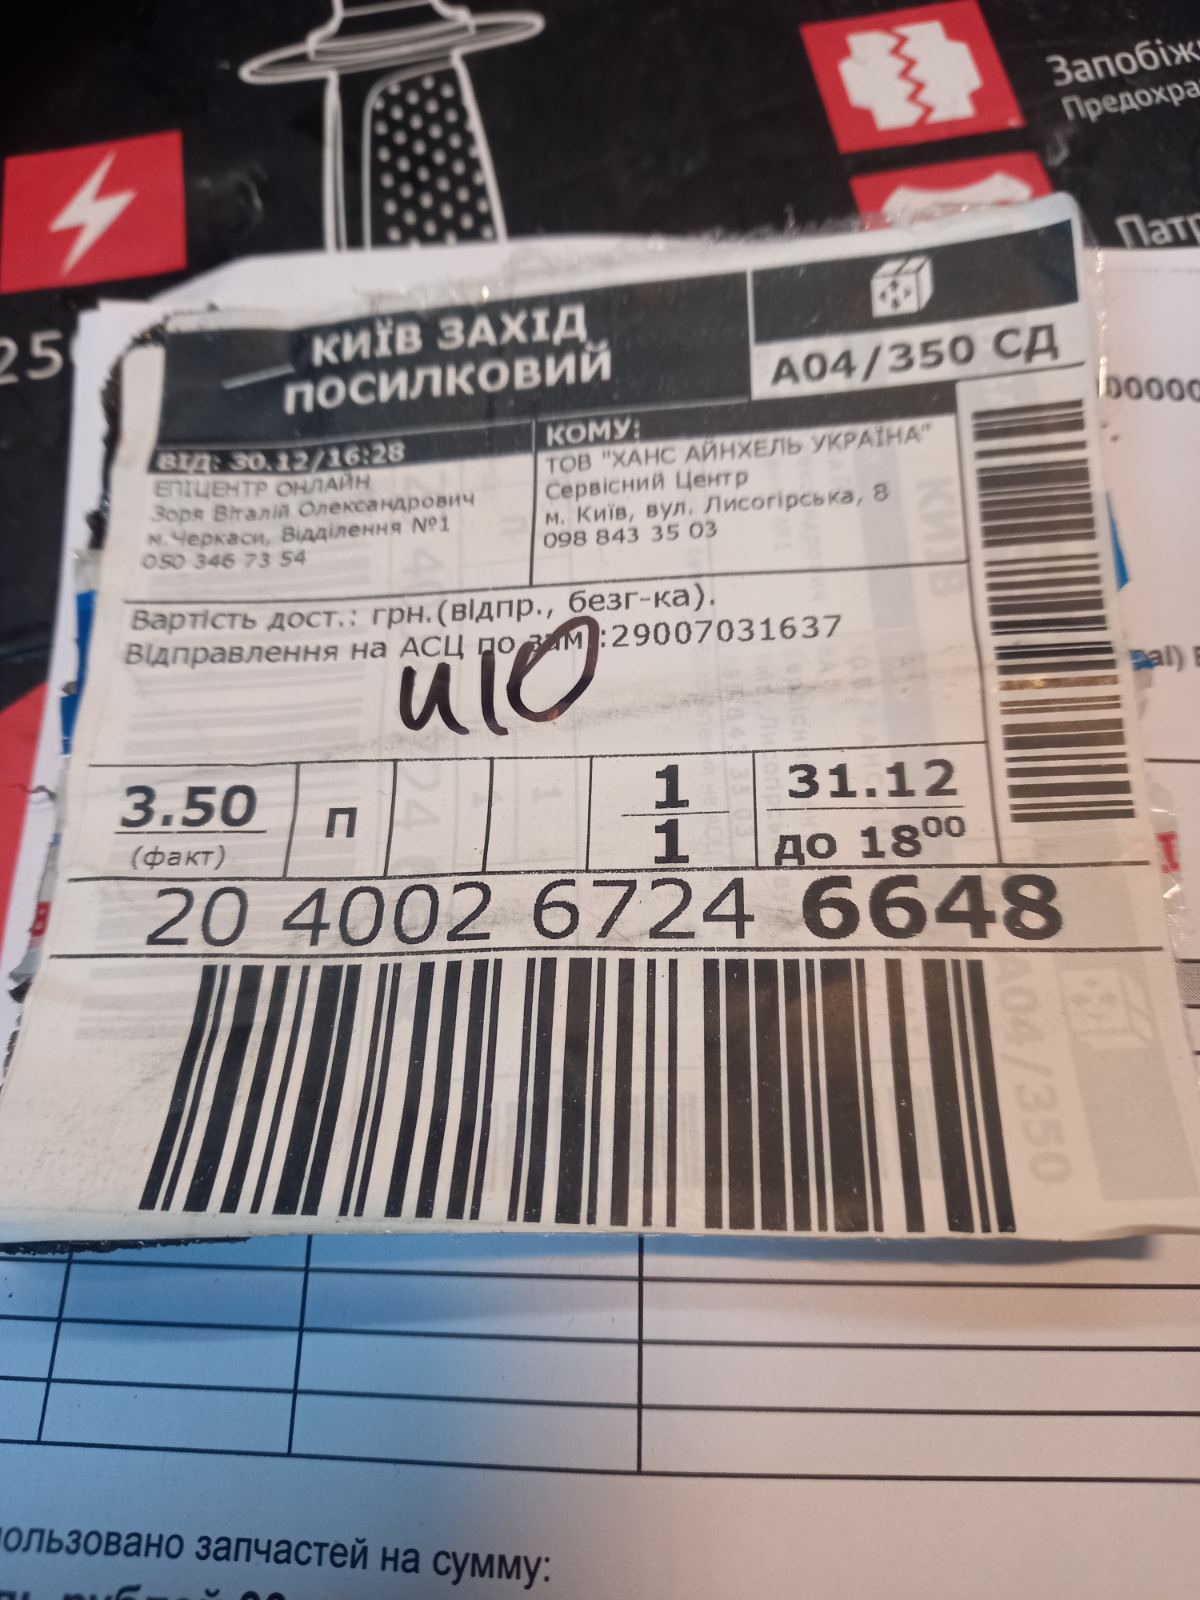 Запобіж
Предохра
Патр
25
КИЇВ ЗАХІД
ПОСИЛКОВИЙ
А04/350 СД
ВІД: 30.12/16:28
ЕПІЦЕНТР ОНЛАЙН
Зоря Віталій Олександрович
м.Черкаси, Відділення №1
050 346 73 54
КОМУ:
ТОВ "ХАНС АЙНХЕЛЬ УКРАЇНА"
Сервісний Центр
м. Київ, вул. Лисогірська, 8
098 843 35 03
Вартість дост.: грн.(відпр., безг-ка).
Відправлення на АСЦ по зам.:29007031637
3.50
(факт)
П
1
1
31.12
до 18⁰⁰
20 4002 6724 6648
А04/350
ользовано запчастей на сумму: